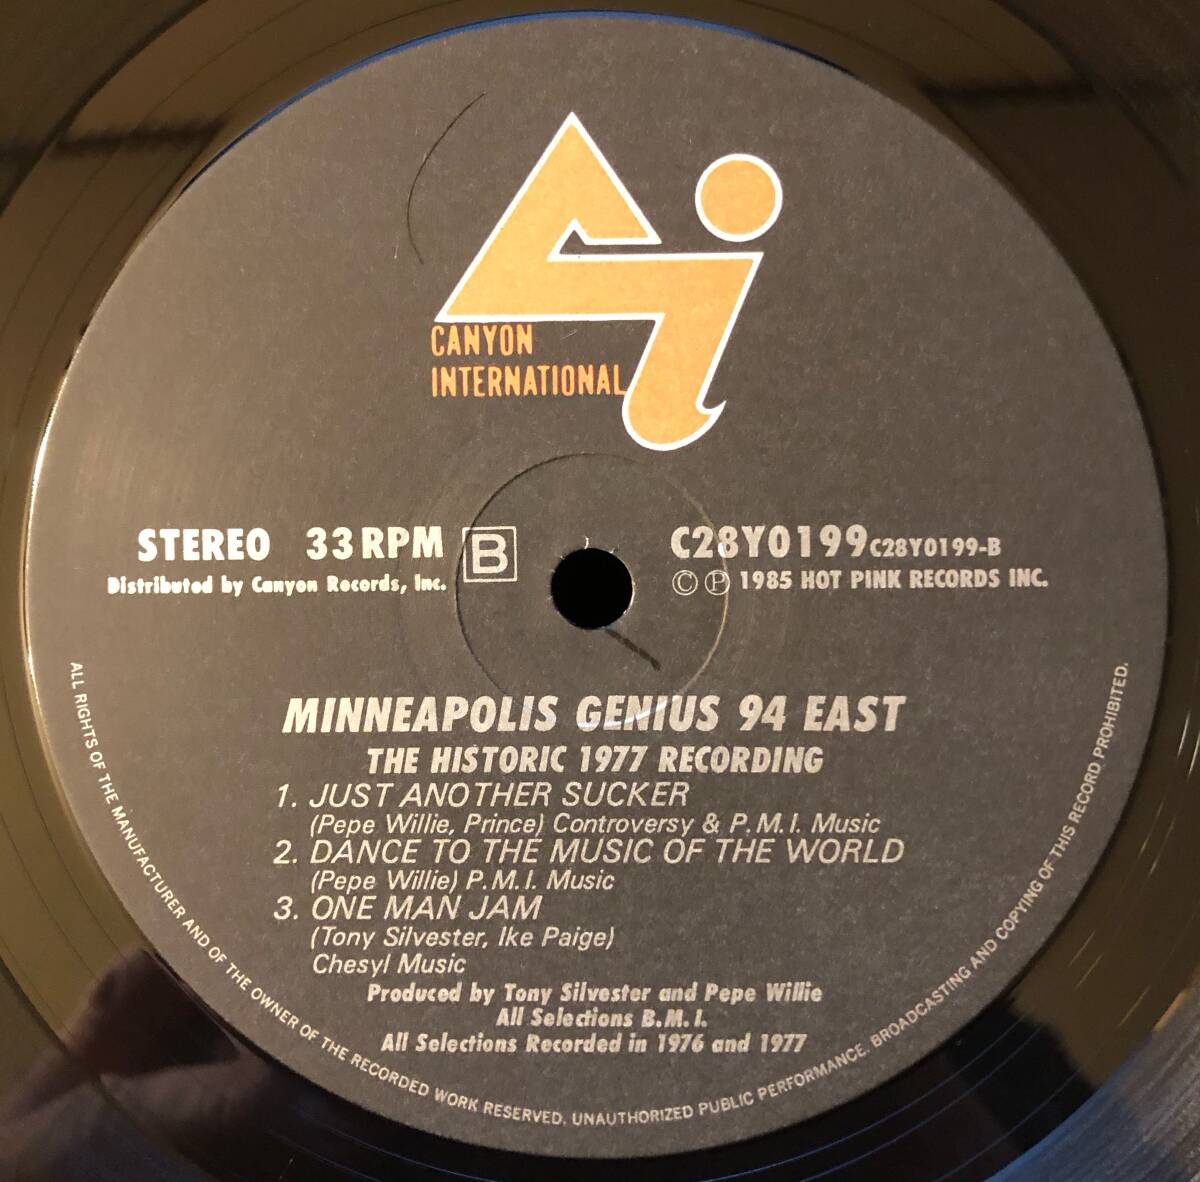 CANYON
INTERNATIONAL
STEREO 33 RPM B C28Y0199 C28Y0199-B
Distributed by Canyon Records, Inc. Ⓒ Ⓟ 1985 HOT PINK RECORDS INC.
MINNEAPOLIS GENIUS 94 EAST
THE HISTORIC 1977 RECORDING
1. JUST ANOTHER SUCKER
(Pepe Willie, Prince) Controversy & P.M.I. Music
2. DANCE TO THE MUSIC OF THE WORLD
(Pepe Willie) P.M.I. Music
3. ONE MAN JAM
(Tony Silvester, Ike Paige)
Chesyl Music
Produced by Tony Silvester and Pepe Willie
All Selections B.M.I.
All Selections Recorded in 1976 and 1977
ALL RIGHTS OF THE MANUFACTURER AND OF THE OWNER OF THE RECORDED WORK RESERVED. UNAUTHORIZED PUBLIC PERFORMANCE. BROADCASTING AND COPYING OF THIS RECORD PROHIBITED.